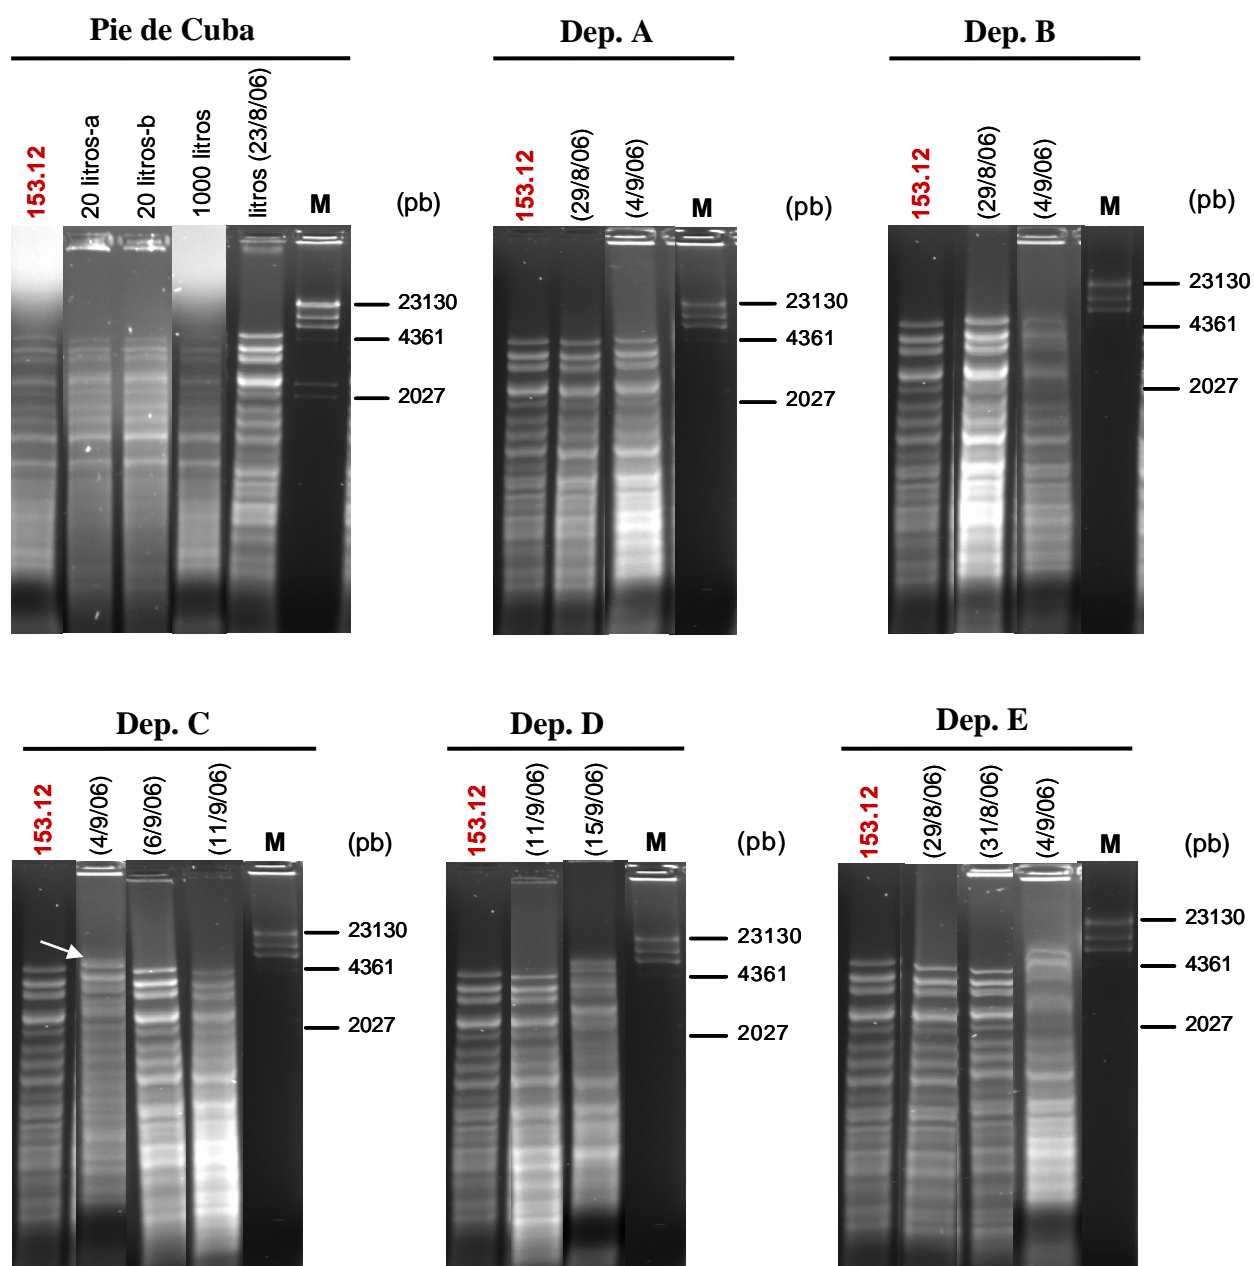 Pie de Cuba
153.12
20 litros-a
20 litros-b
1000 litros
litros (23/8/06)
M
(pb)
23130
4361
2027
Dep. A
153.12
(29/8/06)
(4/9/06)
M
(pb)
23130
4361
2027
Dep. B
153.12
(29/8/06)
(4/9/06)
M
(pb)
23130
4361
2027
Dep. C
153.12
(4/9/06)
(6/9/06)
(11/9/06)
M
(pb)
23130
4361
2027
Dep. D
153.12
(11/9/06)
(15/9/06)
M
(pb)
23130
4361
2027
Dep. E
153.12
(29/8/06)
(31/8/06)
(4/9/06)
M
(pb)
23130
4361
2027